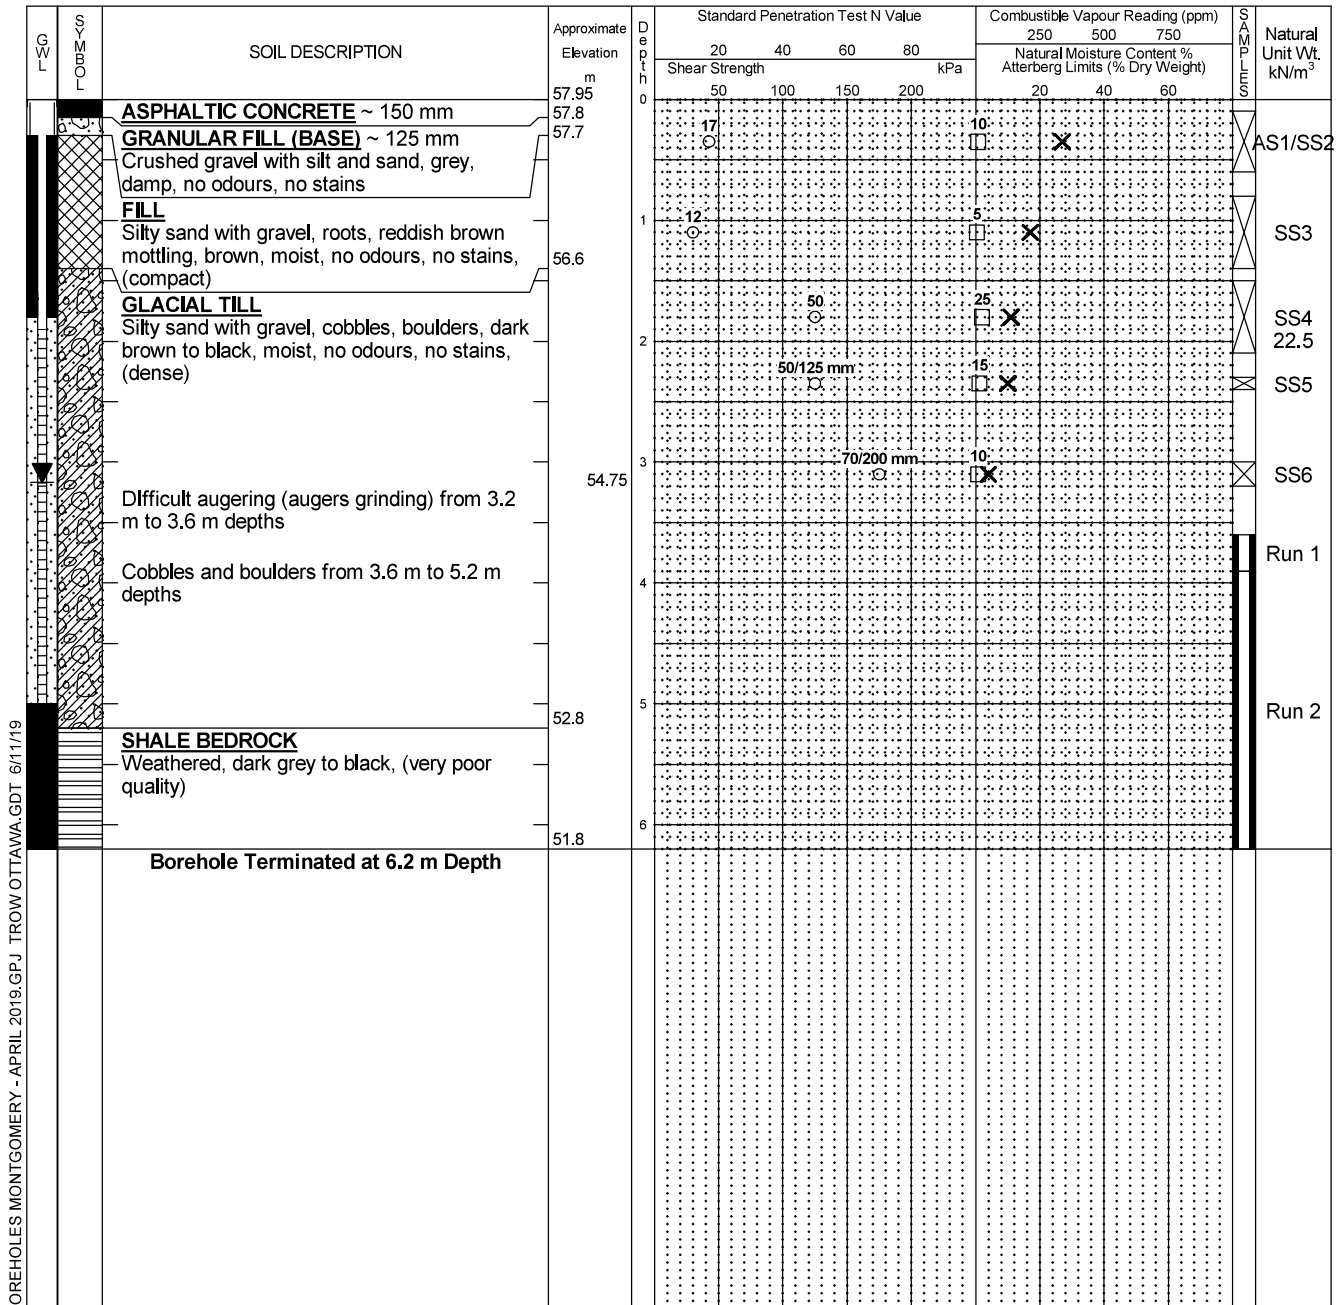 GWL
SYMBOL
SOIL DESCRIPTION
Approximate
Elevation
m
Depth
Standard Penetration Test N Value
20 40 60 80
Shear Strength kPa
50 100 150 200
Combustible Vapour Reading (ppm)
250 500 750
Natural Moisture Content %
Atterberg Limits (% Dry Weight)
20 40 60
SAMPLES
Natural
Unit Wt.
kN/m³
57.95
0
ASPHALTIC CONCRETE ~ 150 mm
57.8
GRANULAR FILL (BASE) ~ 125 mm
57.7
Crushed gravel with silt and sand, grey,
damp, no odours, no stains
17
10
AS1/SS2
FILL
Silty sand with gravel, roots, reddish brown
mottling, brown, moist, no odours, no stains,
(compact)
56.6
1
12
5
SS3
GLACIAL TILL
Silty sand with gravel, cobbles, boulders, dark
brown to black, moist, no odours, no stains,
(dense)
50
25
SS4
22.5
2
50/125 mm
15
SS5
3
70/200 mm
10
SS6
54.75
DIfficult augering (augers grinding) from 3.2
m to 3.6 m depths
Run 1
Cobbles and boulders from 3.6 m to 5.2 m
depths
4
5
52.8
Run 2
SHALE BEDROCK
Weathered, dark grey to black, (very poor
quality)
6
51.8
Borehole Terminated at 6.2 m Depth
OREHOLES MONTGOMERY - APRIL 2019.GPJ TROW OTTAWA.GDT 6/11/19